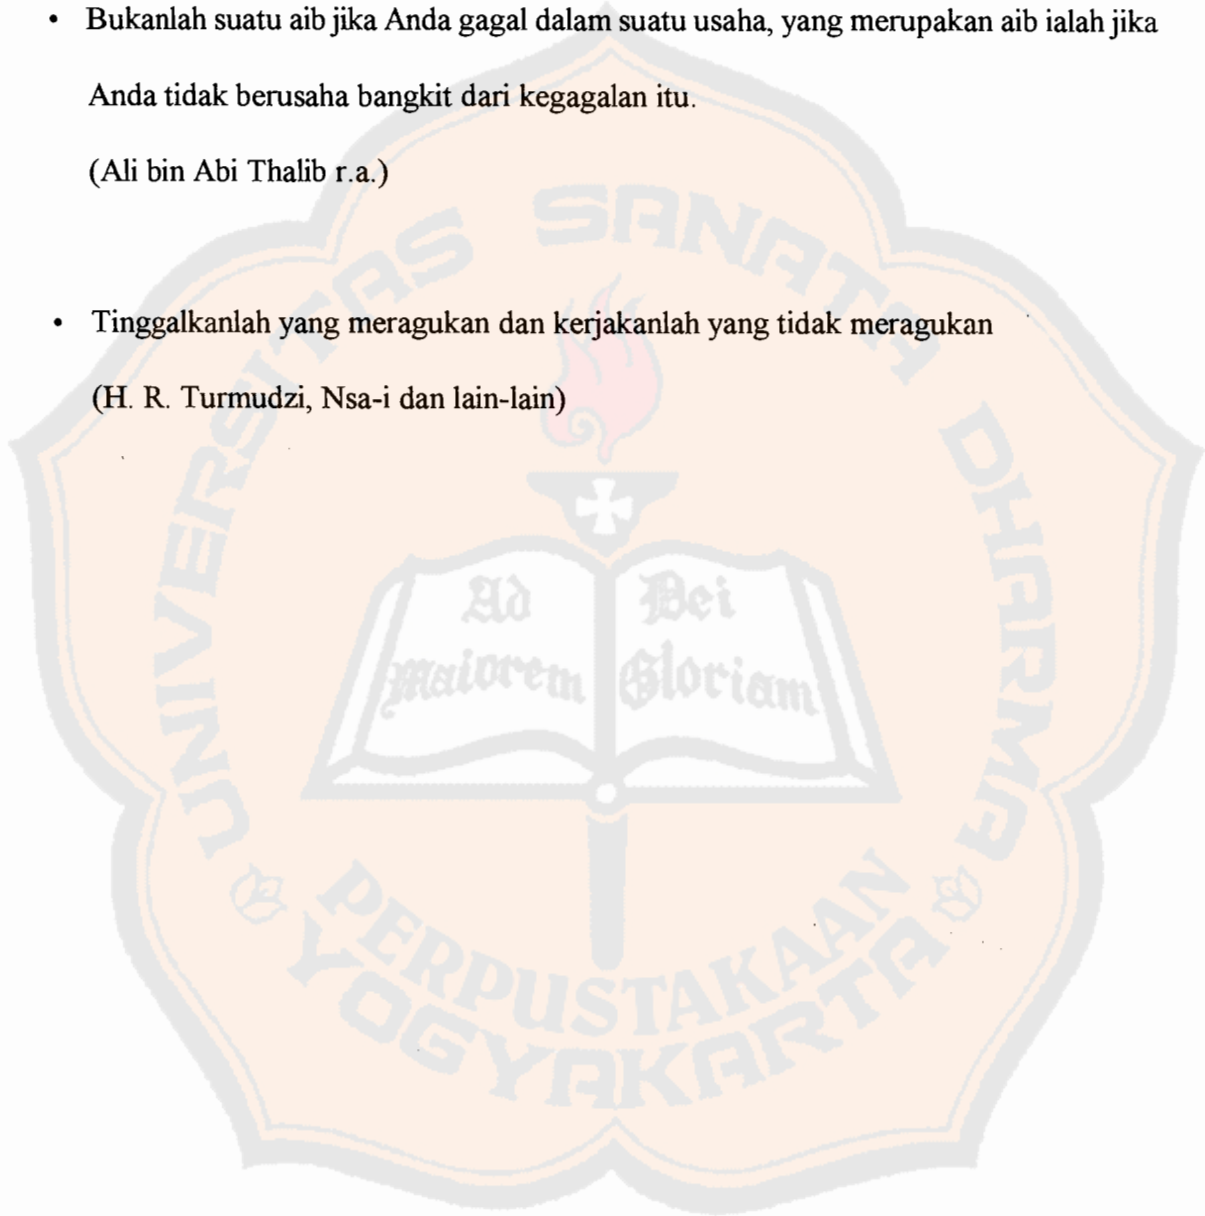 • Bukanlah suatu aib jika Anda gagal dalam suatu usaha, yang merupakan aib ialah jika
Anda tidak berusaha bangkit dari kegagalan itu.
(Ali bin Abi Thalib r.a.)
• Tinggalkanlah yang meragukan dan kerjakanlah yang tidak meragukan
(H. R. Turmudzi, Nsa-i dan lain-lain)
UNIVERSITAS SANATA DHARMA
Ad Dei
maiorem Gloriam
PERPUSTAKAAN
YOGYAKARTA